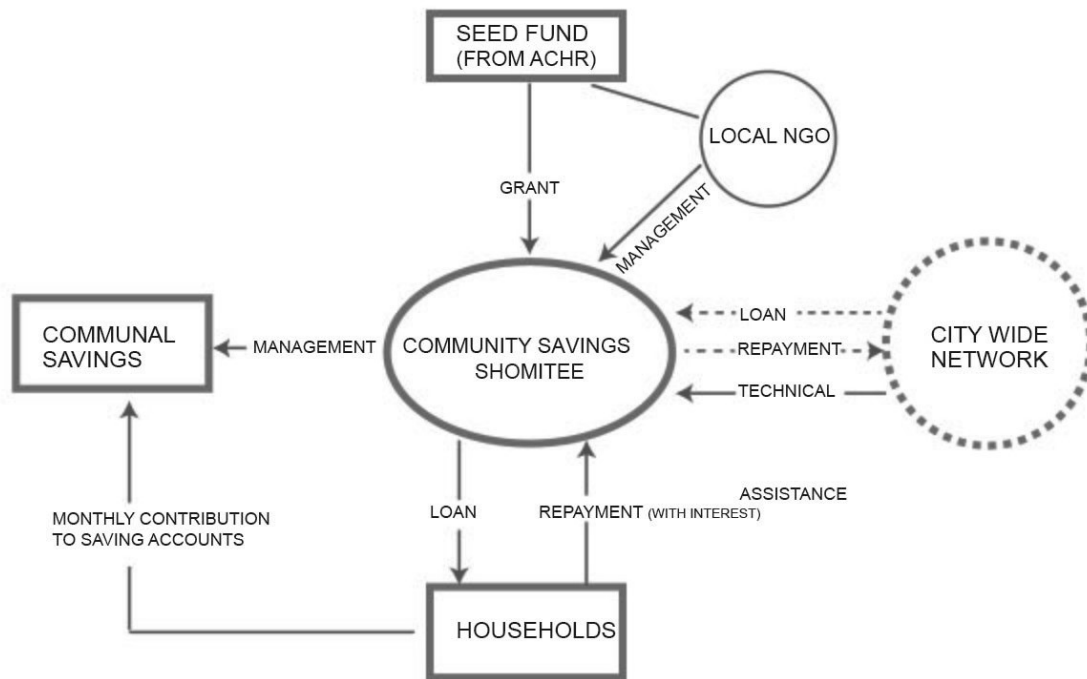 SEED FUND
(FROM ACHR)
LOCAL NGO
GRANT
MANAGEMENT
COMMUNAL
SAVINGS
MANAGEMENT
COMMUNITY SAVINGS
SHOMITEE
LOAN
REPAYMENT
TECHNICAL
CITY WIDE
NETWORK
ASSISTANCE
MONTHLY CONTRIBUTION
TO SAVING ACCOUNTS
LOAN
REPAYMENT (WITH INTEREST)
HOUSEHOLDS